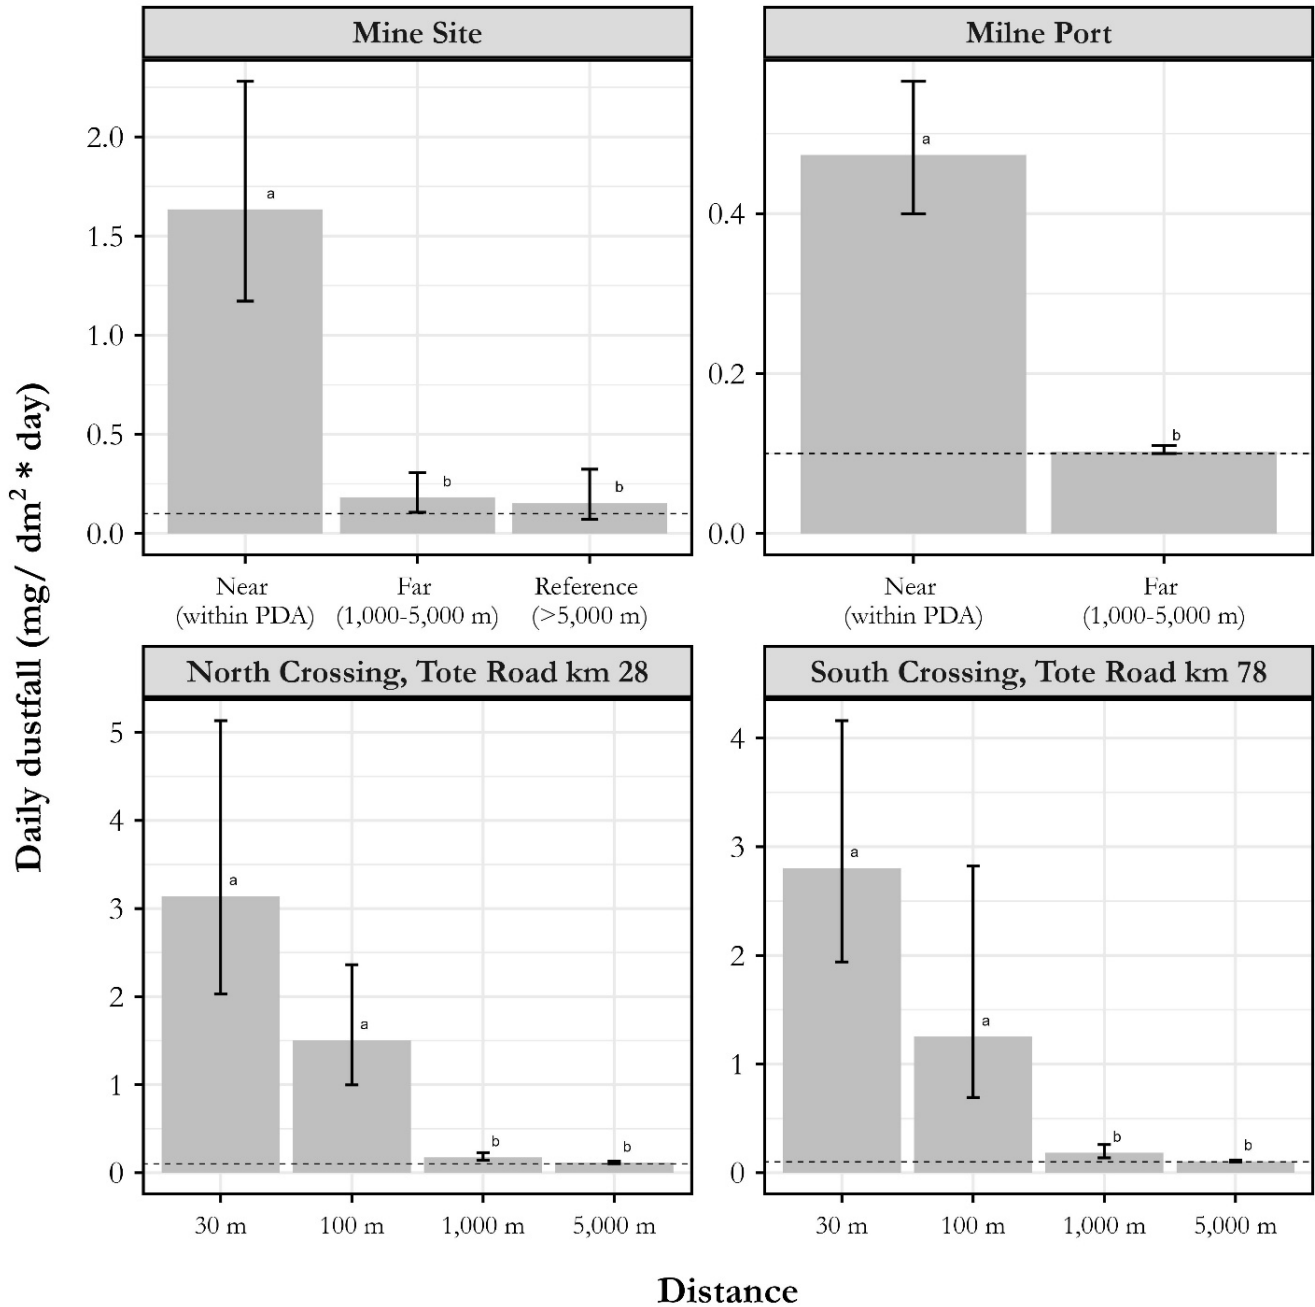 Daily dustfall (mg/ dm² * day)
Mine Site
2.0
1.5
1.0
0.5
0.0
a
b
b
Near
(within PDA)
Far
(1,000-5,000 m)
Reference
(>5,000 m)
Milne Port
0.4
0.2
0.0
a
b
Near
(within PDA)
Far
(1,000-5,000 m)
North Crossing, Tote Road km 28
5
4
3
2
1
0
a
a
b
b
30 m
100 m
1,000 m
5,000 m
South Crossing, Tote Road km 78
4
3
2
1
0
a
a
b
b
30 m
100 m
1,000 m
5,000 m
Distance